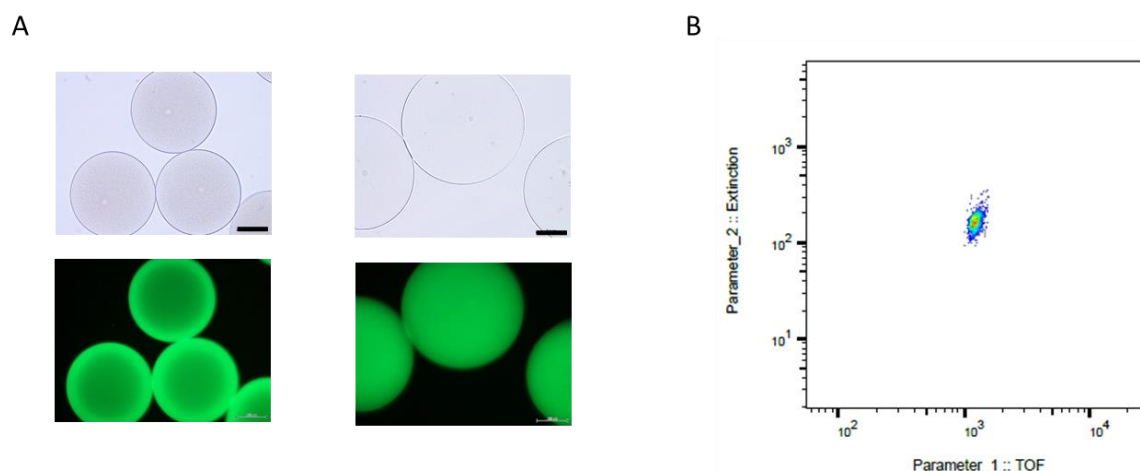 A
B
Parameter_2 :: Extinction
10³
10²
10¹
10²
10³
10⁴
Parameter_1 :: TOF